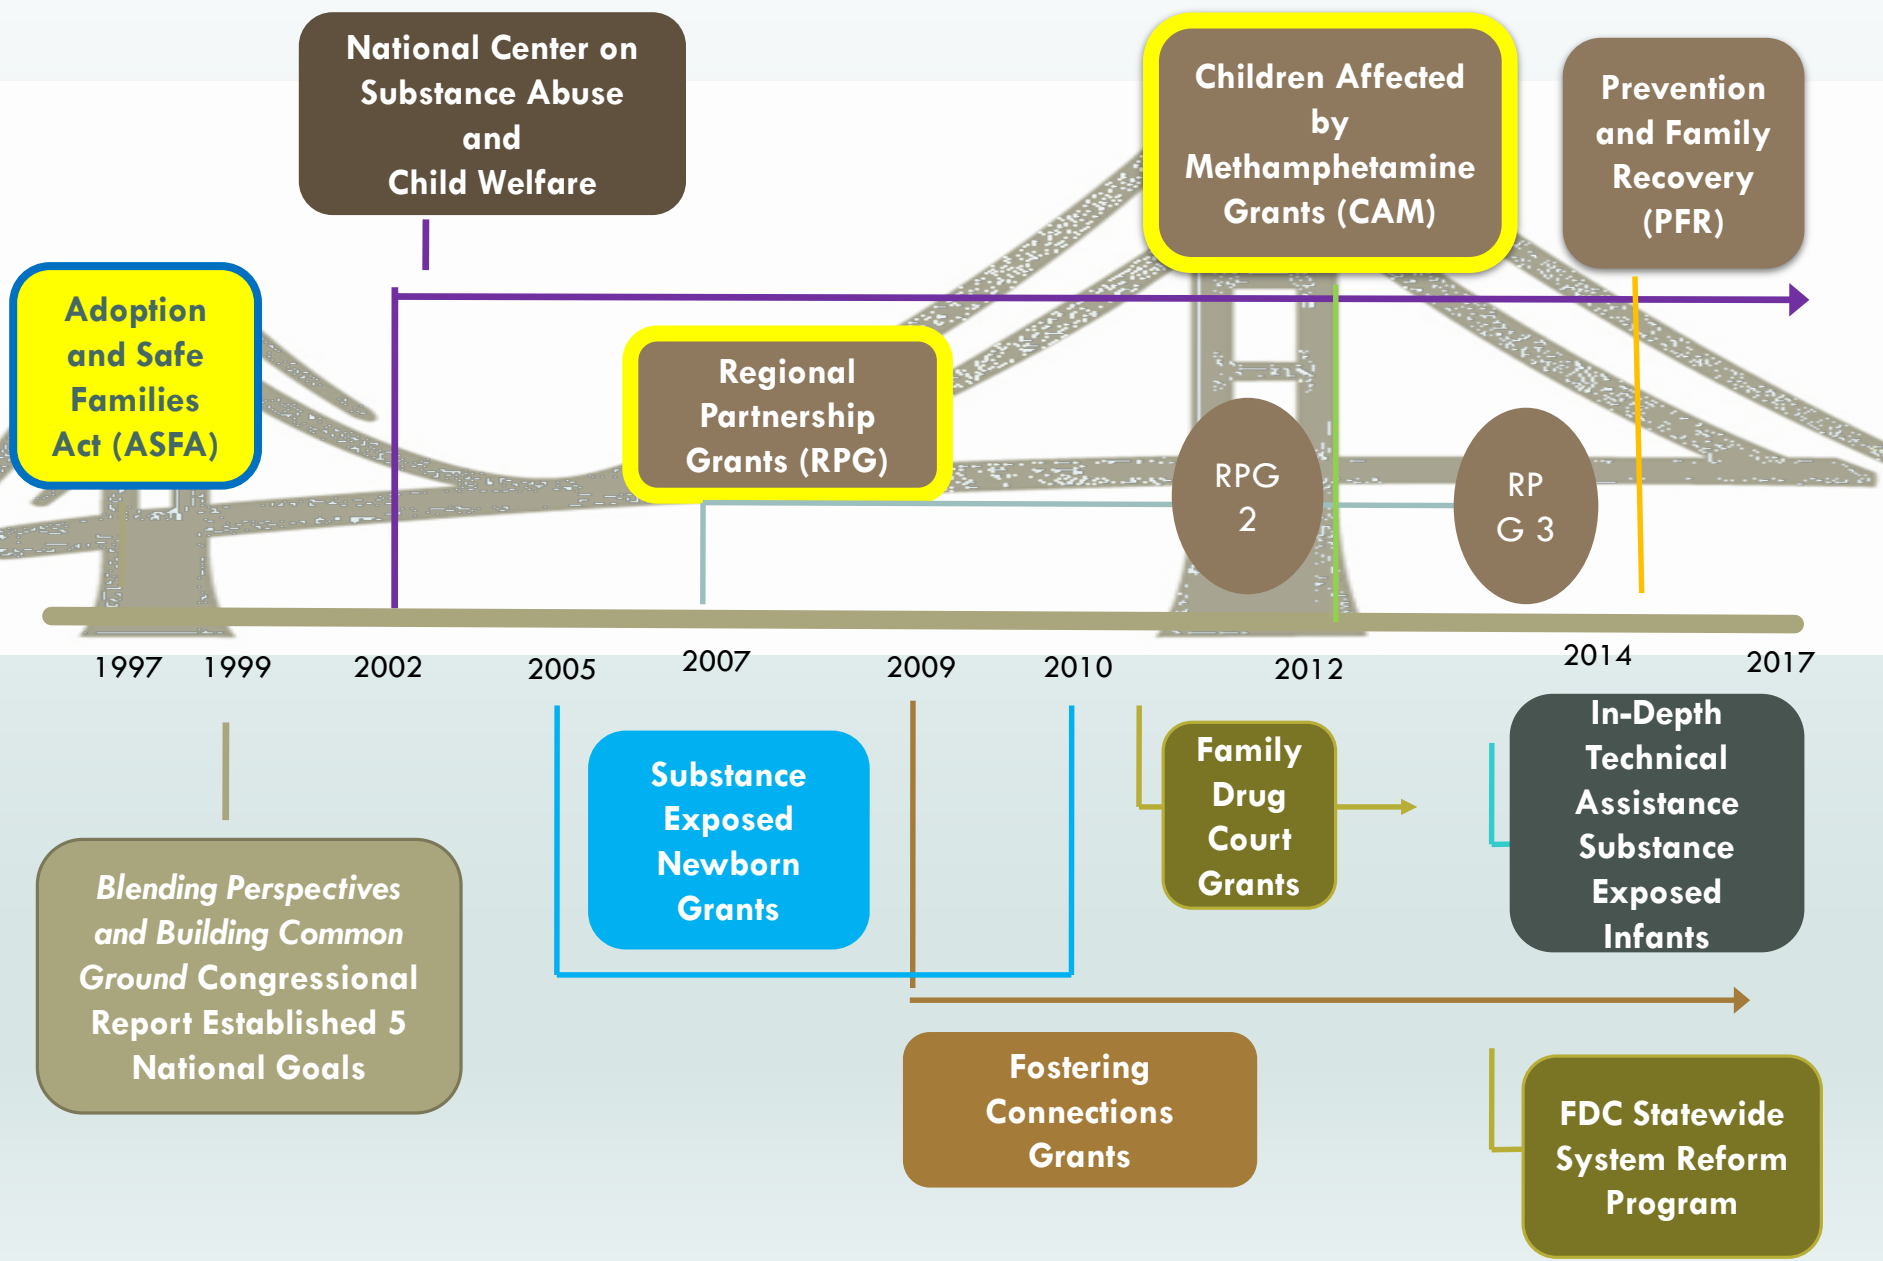 National Center on
Substance Abuse
and
Child Welfare
Children Affected
by
Methamphetamine
Grants (CAM)
Prevention
and Family
Recovery
(PFR)
Adoption
and Safe
Families
Act (ASFA)
Regional
Partnership
Grants (RPG)
RPG
2
RP
G 3
1997 1999 2002 2005 2007 2009 2010 2012 2014 2017
Blending Perspectives
and Building Common
Ground Congressional
Report Established 5
National Goals
Substance
Exposed
Newborn
Grants
Family
Drug
Court
Grants
In-Depth
Technical
Assistance
Substance
Exposed
Infants
Fostering
Connections
Grants
FDC Statewide
System Reform
Program